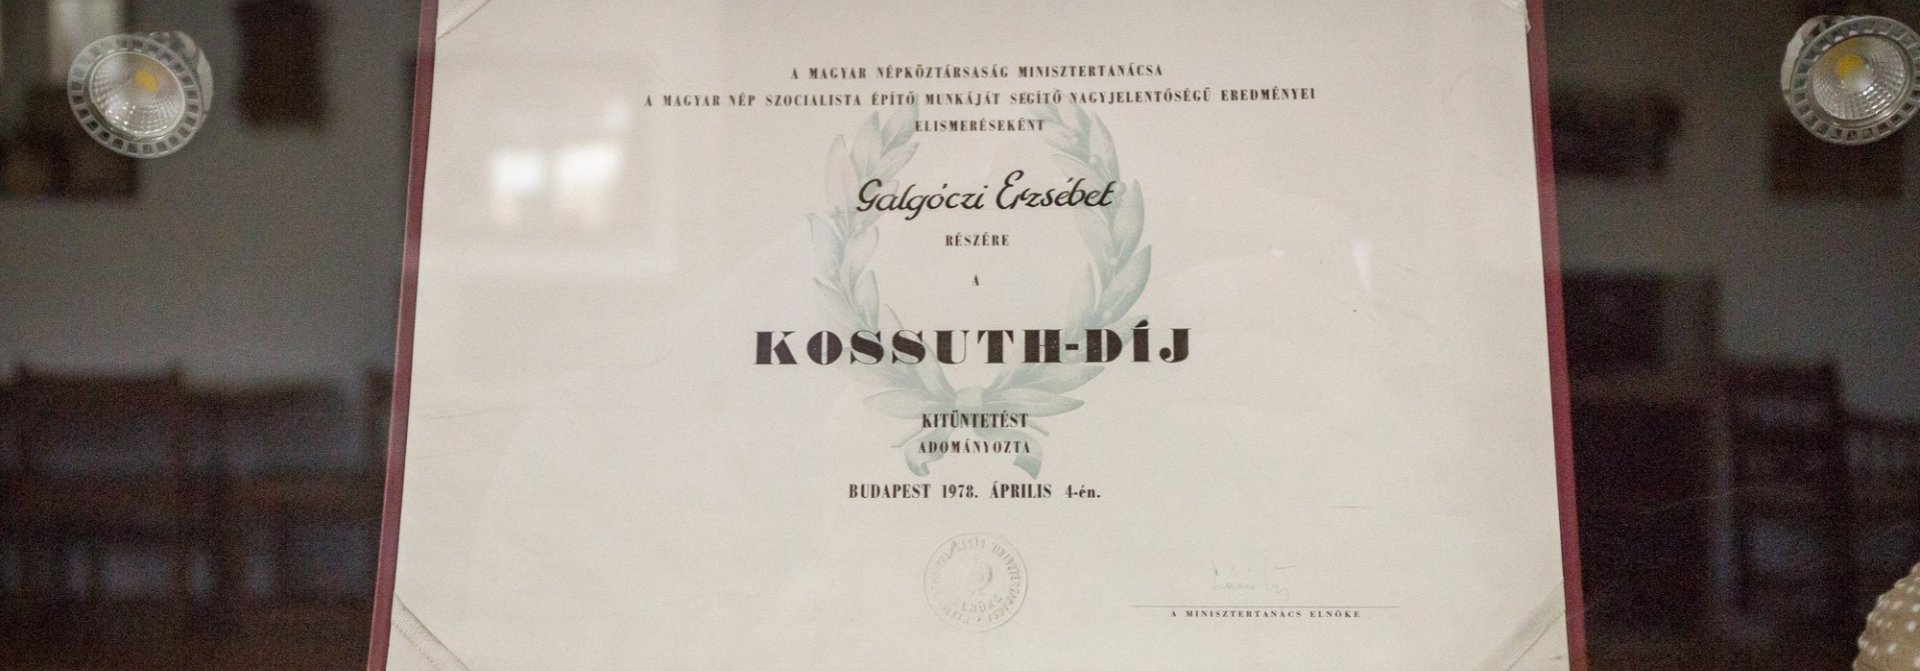 A MAGYAR NÉPKÖZTÁRSASÁG MINISZTERTANÁCSA
A MAGYAR NÉP SZOCIALISTA ÉPÍTŐ MUNKÁJÁT SEGÍTŐ NAGYJELENTŐSÉGŰ EREDMÉNYEI
ELISMERÉSEKÉNT
Galgóczi Erzsébet
RÉSZÉRE
A
KOSSUTH-DÍJ
KITÜNTETÉST
ADOMÁNYOZTA
BUDAPEST 1978. ÁPRILIS 4-én.
A MINISZTERTANÁCS ELNÖKE